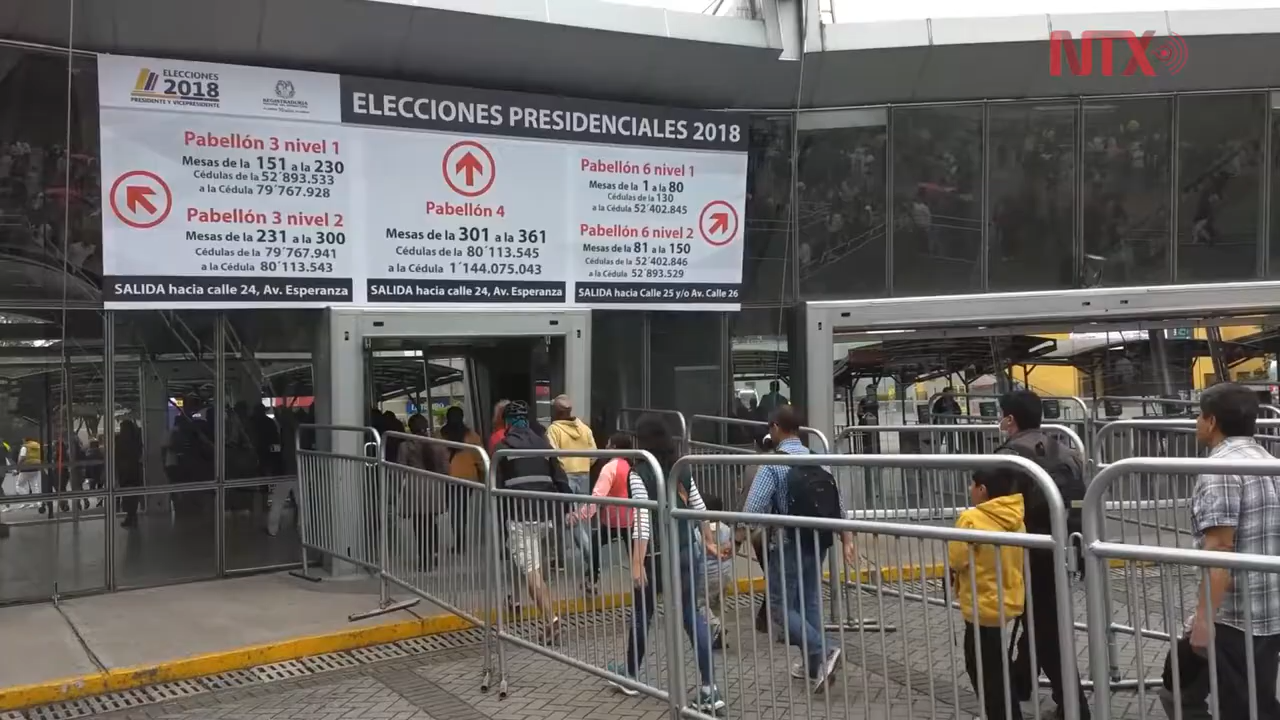 NTX
ELECCIONES
2018
PRESIDENTE Y VICEPRESIDENTE
REGISTRADURÍA
ELECCIONES PRESIDENCIALES 2018
Pabellón 3 nivel 1
Mesas de la 151 a la 230
Cédulas de la 52´893.533
a la Cédula 79´767.928
Pabellón 3 nivel 2
Mesas de la 231 a la 300
Cédulas de la 79´767.941
a la Cédula 80´113.543
SALIDA hacia calle 24, Av. Esperanza
Pabellón 4
Mesas de la 301 a la 361
Cédulas de la 80´113.545
a la Cédula 1´144.075.043
SALIDA hacia calle 24, Av. Esperanza
Pabellón 6 nivel 1
Mesas de la 1 a la 80
Cédulas de la 130
a la Cédula 52´402.845
Pabellón 6 nivel 2
Mesas de la 81 a la 150
Cédulas de la 52´402.846
a la Cédula 52´893.529
SALIDA hacia Calle 25 y/o Av. Calle 26